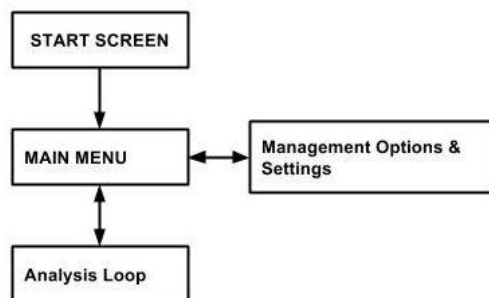 START SCREEN
MAIN MENU
Management Options &
Settings
Analysis Loop